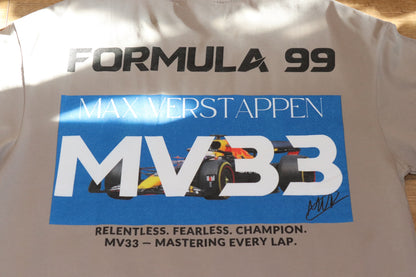 FORMULA 99
MAX VERSTAPPEN
MV33
RELENTLESS. FEARLESS. CHAMPION.
MV33 — MASTERING EVERY LAP.